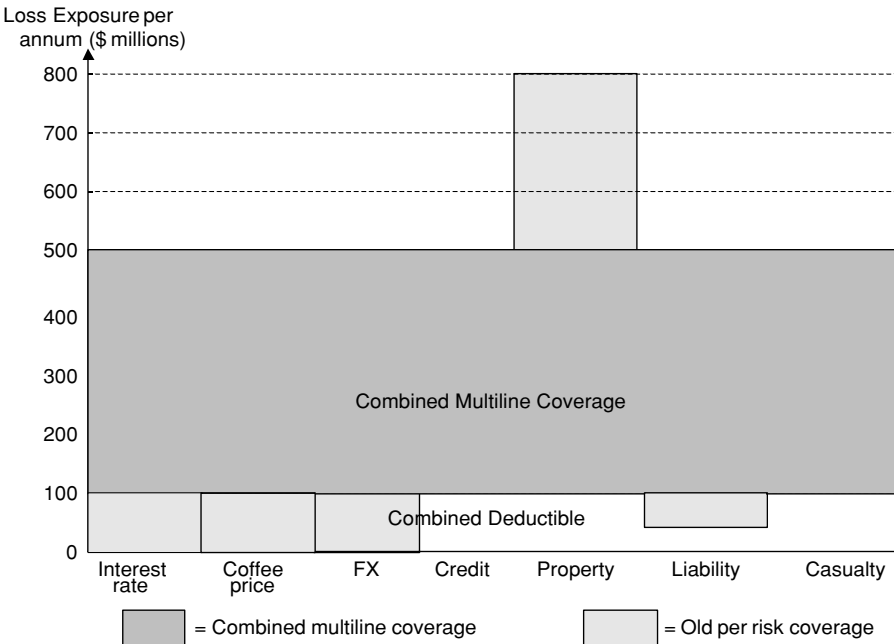 Loss Exposure per
annum ($ millions)
800
700
600
500
400
300
200
100
0
Combined Multiline Coverage
Combined Deductible
Interest
rate
Coffee
price
FX
Credit
Property
Liability
Casualty
= Combined multiline coverage
= Old per risk coverage